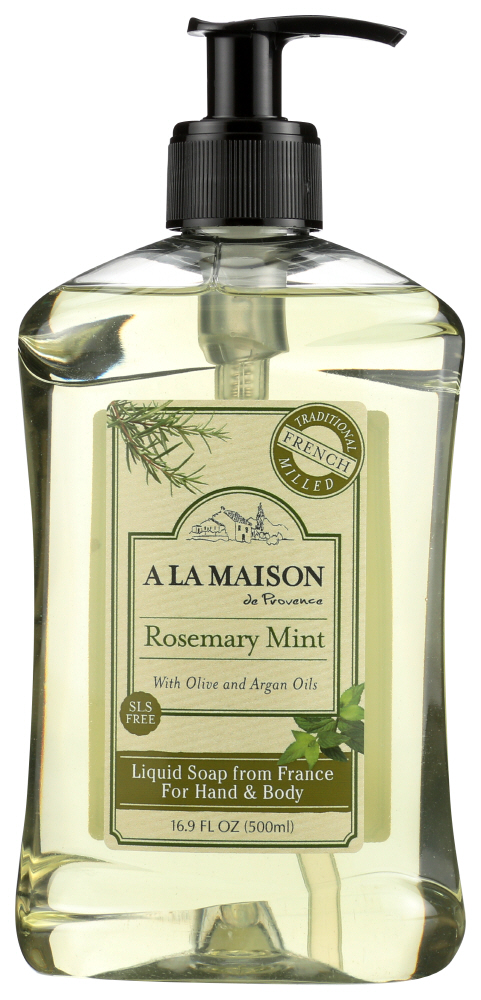 TRADITIONAL
FRENCH
MILLED
A LA MAISON
de Provence
Rosemary Mint
With Olive and Argan Oils
SLS
FREE
Liquid Soap from France
For Hand & Body
16.9 FL OZ (500ml)